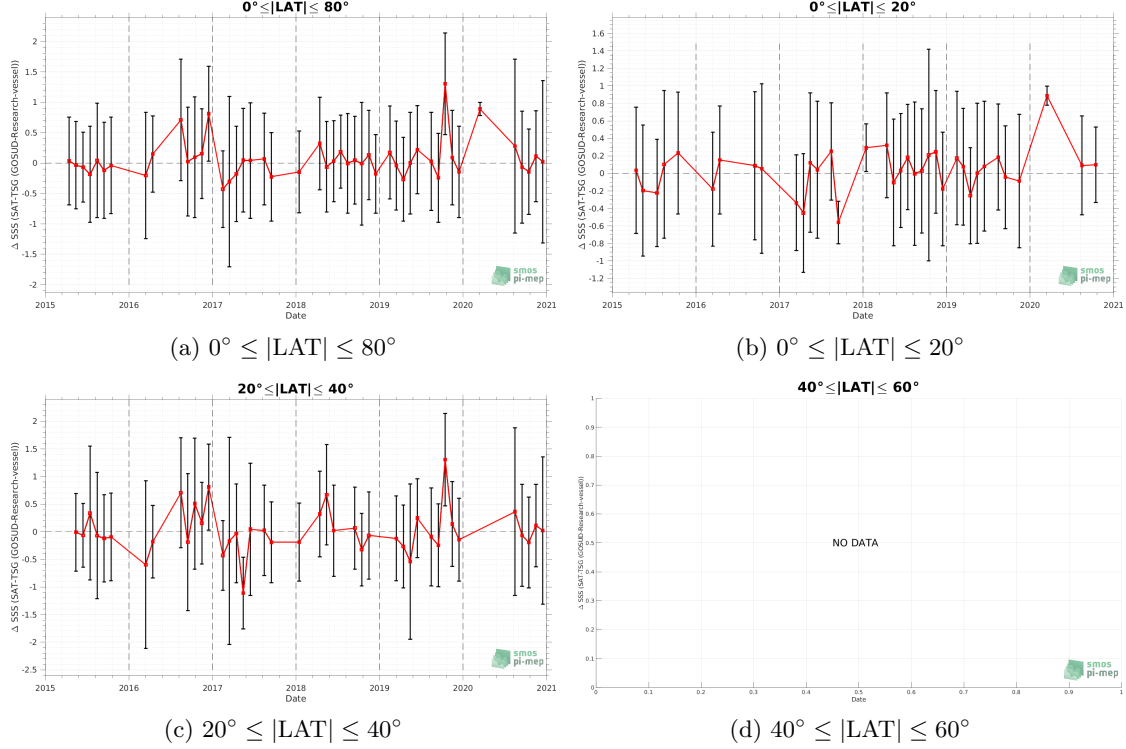 0°≤|LAT|≤ 80°
Δ SSS (SAT-TSG (GOSUD-Research-vessel))
2
1.5
1
0.5
0
-0.5
-1
-1.5
-2
2015 2016 2017 2018 2019 2020 2021
Date
smos
pi-mep
(a) 0° ≤ |LAT| ≤ 80°
0°≤|LAT|≤ 20°
Δ SSS (SAT-TSG (GOSUD-Research-vessel))
1.6
1.4
1.2
1
0.8
0.6
0.4
0.2
0
-0.2
-0.4
-0.6
-0.8
-1
-1.2
2015 2016 2017 2018 2019 2020 2021
Date
smos
pi-mep
(b) 0° ≤ |LAT| ≤ 20°
20°≤|LAT|≤ 40°
Δ SSS (SAT-TSG (GOSUD-Research-vessel))
2
1.5
1
0.5
0
-0.5
-1
-1.5
-2
-2.5
2015 2016 2017 2018 2019 2020 2021
Date
smos
pi-mep
(c) 20° ≤ |LAT| ≤ 40°
40°≤|LAT|≤ 60°
Δ SSS (SAT-TSG (GOSUD-Research-vessel))
1
0.9
0.8
0.7
0.6
0.5
0.4
0.3
0.2
0.1
0
NO DATA
0 0.1 0.2 0.3 0.4 0.5 0.6 0.7 0.8 0.9 1
Date
smos
pi-mep
(d) 40° ≤ |LAT| ≤ 60°